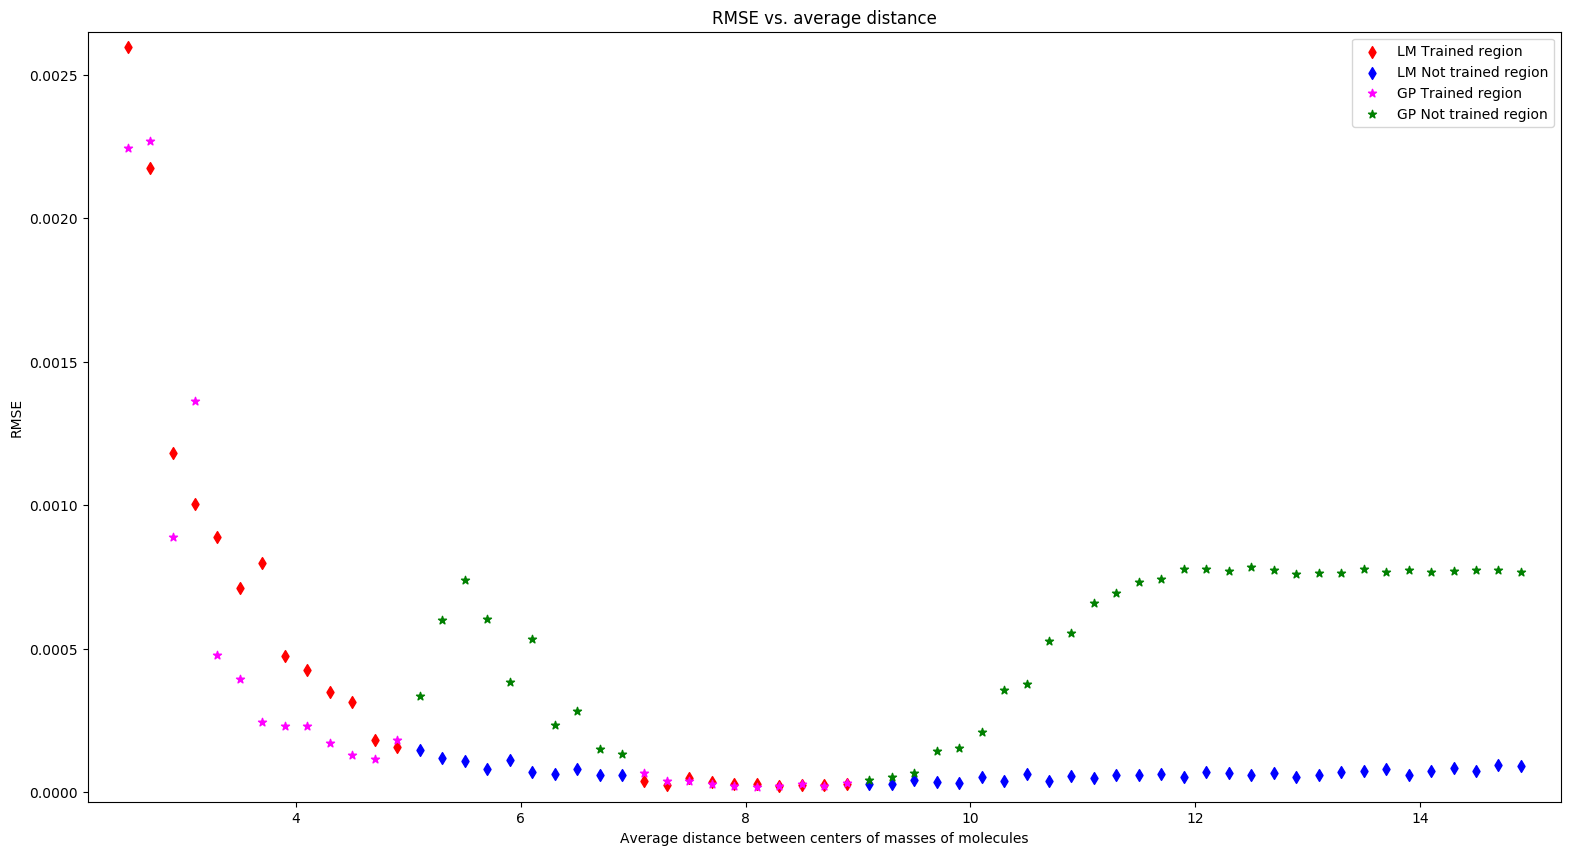 RMSE vs. average distance
LM Trained region
LM Not trained region
GP Trained region
GP Not trained region
RMSE
0.0025
0.0020
0.0015
0.0010
0.0005
0.0000
4
6
8
10
12
14
Average distance between centers of masses of molecules